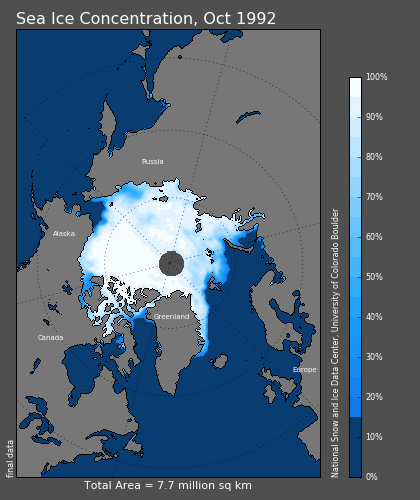 Sea Ice Concentration, Oct 1992
Russia
Alaska
Greenland
Canada
Europe
final data
Total Area = 7.7 million sq km
National Snow and Ice Data Center, University of Colorado Boulder
100%
90%
80%
70%
60%
50%
40%
30%
20%
10%
0%